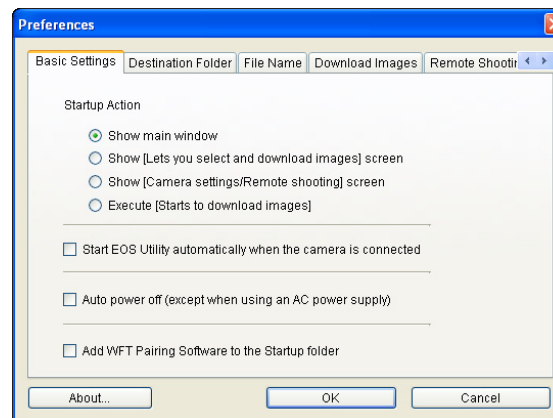 Preferences
Basic Settings Destination Folder File Name Download Images Remote Shootin
Startup Action
Show main window
Show [Lets you select and download images] screen
Show [Camera settings/Remote shooting] screen
Execute [Starts to download images]
Start EOS Utility automatically when the camera is connected
Auto power off (except when using an AC power supply)
Add WFT Pairing Software to the Startup folder
About... OK Cancel